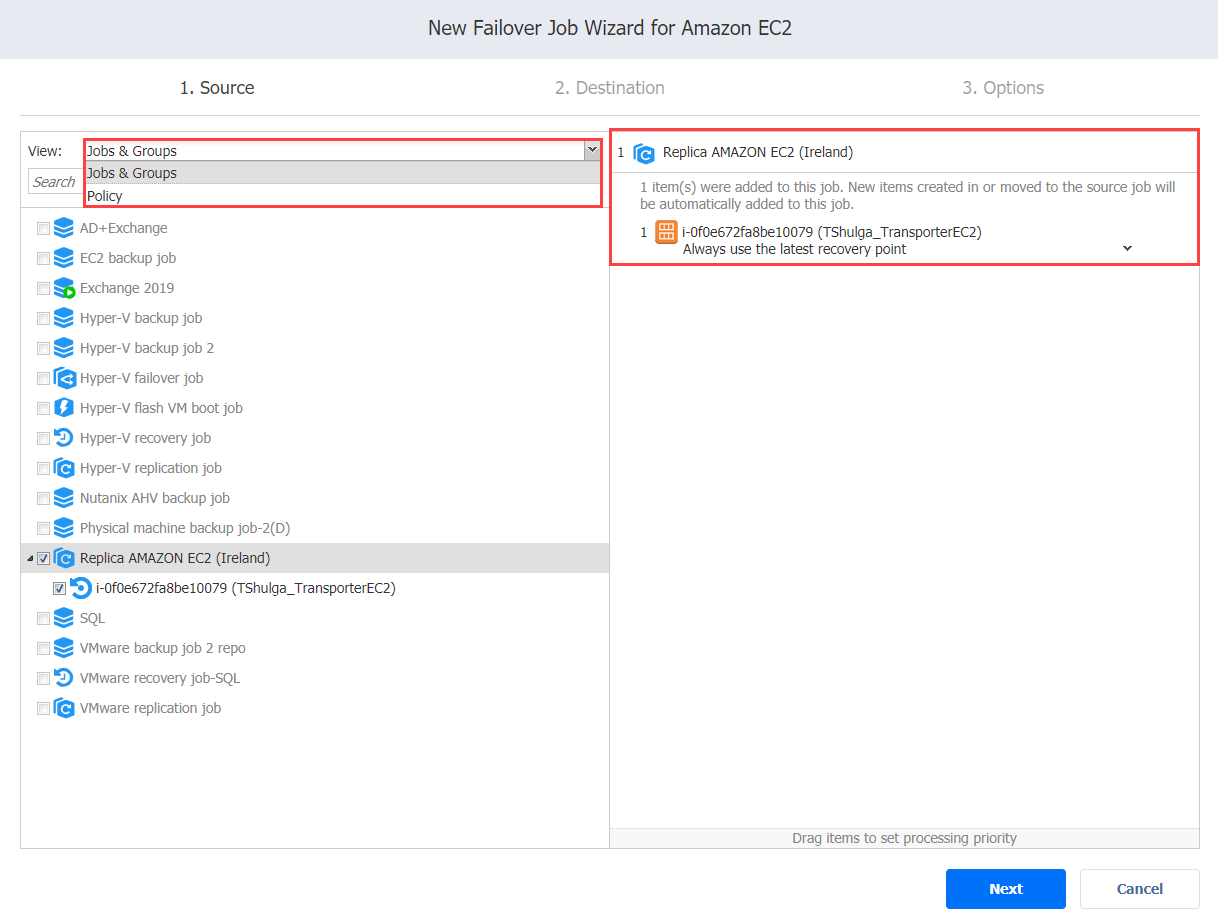 New Failover Job Wizard for Amazon EC2
1. Source
2. Destination
3. Options
View:
Jobs & Groups
Jobs & Groups
Policy
Search
AD+Exchange
EC2 backup job
Exchange 2019
Hyper-V backup job
Hyper-V backup job 2
Hyper-V failover job
Hyper-V flash VM boot job
Hyper-V recovery job
Hyper-V replication job
Nutanix AHV backup job
Physical machine backup job-2(D)
Replica AMAZON EC2 (Ireland)
i-0f0e672fa8be10079 (TShulga_TransporterEC2)
SQL
VMware backup job 2 repo
VMware recovery job-SQL
VMware replication job
1 Replica AMAZON EC2 (Ireland)
1 item(s) were added to this job. New items created in or moved to the source job will
be automatically added to this job.
1 i-0f0e672fa8be10079 (TShulga_TransporterEC2)
Always use the latest recovery point
Drag items to set processing priority
Next
Cancel